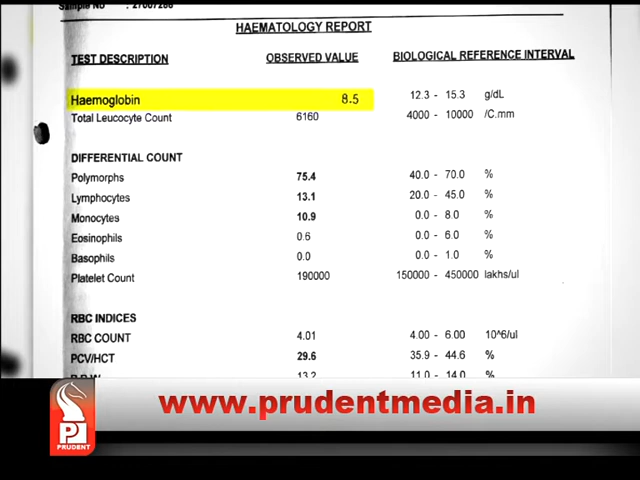 Sample No : 27007286
HAEMATOLOGY REPORT
TEST DESCRIPTION OBSERVED VALUE BIOLOGICAL REFERENCE INTERVAL
Haemoglobin 8.5 12.3 - 15.3 g/dL
Total Leucocyte Count 6160 4000 - 10000 /C.mm
DIFFERENTIAL COUNT
Polymorphs 75.4 40.0 - 70.0 %
Lymphocytes 13.1 20.0 - 45.0 %
Monocytes 10.9 0.0 - 8.0 %
Eosinophils 0.6 0.0 - 6.0 %
Basophils 0.0 0.0 - 1.0 %
Platelet Count 190000 150000 - 450000 lakhs/ul
RBC INDICES
RBC COUNT 4.01 4.00 - 6.00 10^6/ul
PCV/HCT 29.6 35.9 - 44.6 %
R.D.W 13.2 11.0 - 14.0 %
www.prudentmedia.in
PRUDENT